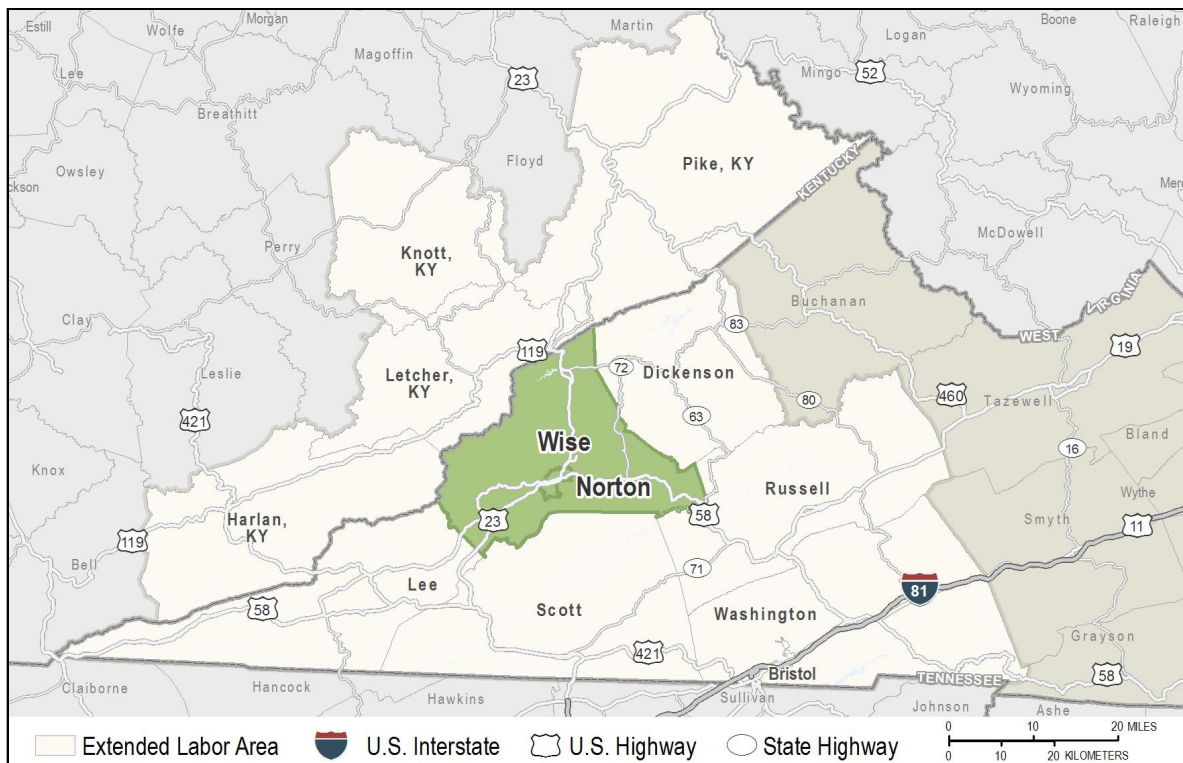 Estill
Wolfe
Morgan
Martin
Logan
Boone
Raleigh
Lee
Magoffin
23
Mingo
52
Wyoming
Breathitt
Floyd
Owsley
ckson
Pike, KY
KENTUCKY
Mer
Perry
Knott,
KY
McDowell
Clay
Buchanan
WEST
VIRGINIA
Leslie
119
83
72
Dickenson
19
Letcher,
KY
421
63
80
460
Tazewell
Wise
16
Bland
Knox
Norton
Russell
Wythe
Harlan,
KY
23
58
Smyth
11
119
Bell
Lee
71
81
58
Scott
Washington
Grayson
421
Bristol
58
Claiborne
Hancock
Hawkins
Sullivan
TENNESSEE
Johnson
Ashe
Extended Labor Area
U.S. Interstate
U.S. Highway
State Highway
0 10 20 MILES
0 10 20 KILOMETERS